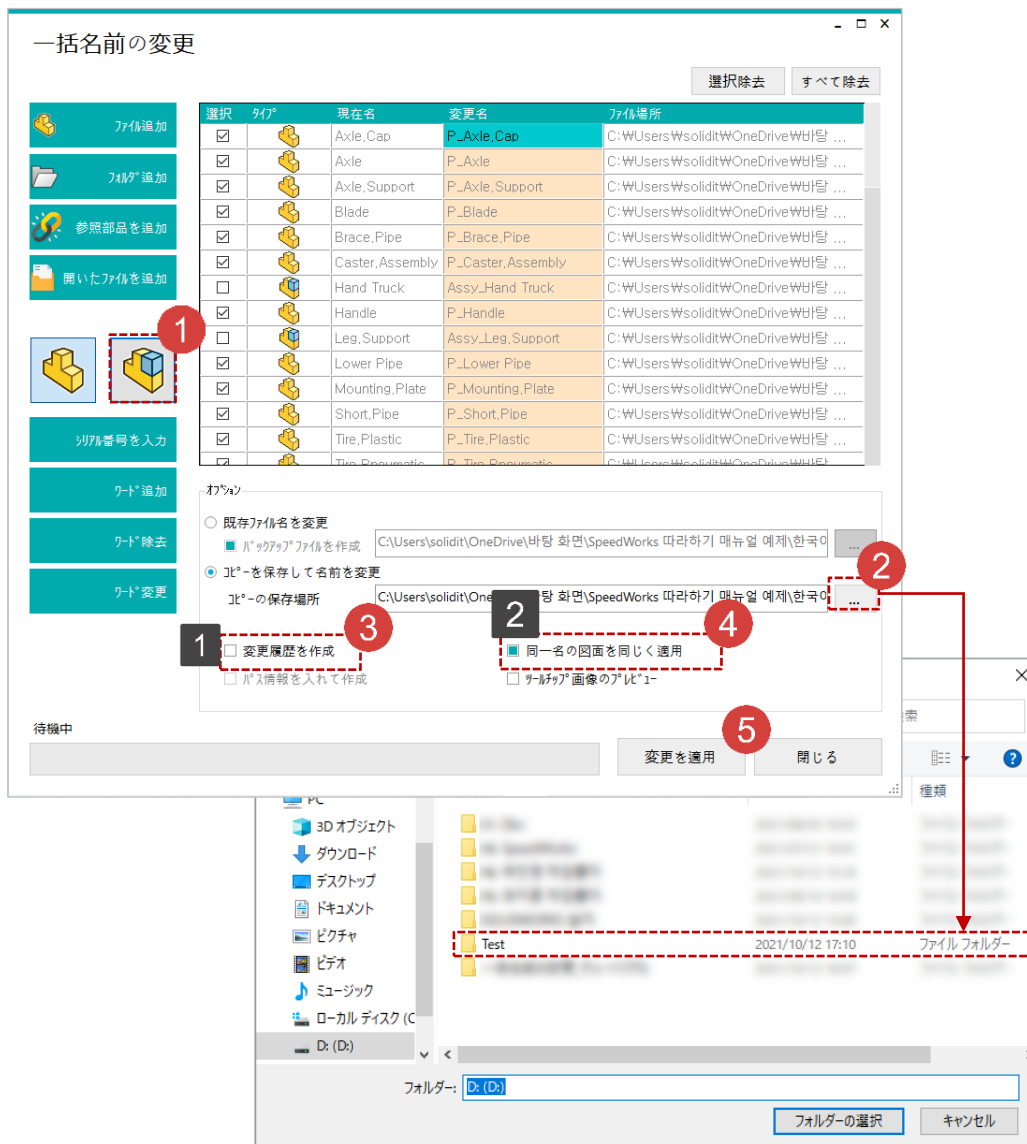 一括名前の変更
選択除去 すべて除去
ﾌｧｲﾙ追加
ﾌｫﾙﾀﾞ追加
参照部品を追加
開いたﾌｧｲﾙを追加
1
ｼﾘｱﾙ番号を入力
ﾜｰﾄﾞ追加
ﾜｰﾄﾞ除去
ﾜｰﾄﾞ変更
選択 ﾀｲﾌﾟ 現在名 変更名 ﾌｧｲﾙ場所
Axle,Cap P_Axle,Cap C:₩Users₩solidit₩OneDrive₩바탕 ...
Axle P_Axle C:₩Users₩solidit₩OneDrive₩바탕 ...
Axle,Support P_Axle,Support C:₩Users₩solidit₩OneDrive₩바탕 ...
Blade P_Blade C:₩Users₩solidit₩OneDrive₩바탕 ...
Brace,Pipe P_Brace,Pipe C:₩Users₩solidit₩OneDrive₩바탕 ...
Caster,Assembly P_Caster,Assembly C:₩Users₩solidit₩OneDrive₩바탕 ...
Hand Truck Assy_Hand Truck C:₩Users₩solidit₩OneDrive₩바탕 ...
Handle P_Handle C:₩Users₩solidit₩OneDrive₩바탕 ...
Leg,Support Assy_Leg,Support C:₩Users₩solidit₩OneDrive₩바탕 ...
Lower Pipe P_Lower Pipe C:₩Users₩solidit₩OneDrive₩바탕 ...
Mounting,Plate P_Mounting,Plate C:₩Users₩solidit₩OneDrive₩바탕 ...
Short,Pipe P_Short,Pipe C:₩Users₩solidit₩OneDrive₩바탕 ...
Tire,Plastic P_Tire,Plastic C:₩Users₩solidit₩OneDrive₩바탕 ...
Tire,Pneumatic P_Tire,Pneumatic C:₩Users₩solidit₩OneDrive₩바탕
ｵﾌﾟｼｮﾝ
既存ﾌｧｲﾙ名を変更
ﾊﾞｯｸｱｯﾌﾟﾌｧｲﾙを作成 C:\Users\solidit\OneDrive\바탕 화면\SpeedWorks 따라하기 매뉴얼 예제\한국어 ...
ｺﾋﾟｰを保存して名前を変更 2
ｺﾋﾟｰの保存場所 C:\Users\solidit\One 바탕 화면\SpeedWorks 따라하기 매뉴얼 예제\한국어 ...
1 変更履歴を作成 3 2 同一名の図面を同じく適用 4
ﾊﾟｽ情報を入れて作成 ﾂｰﾙﾁｯﾌﾟ画像のﾌﾟﾚﾋﾞｭｰ
待機中
5
変更を適用 閉じる
索
種類
PC
3D オブジェクト
ダウンロード
デスクトップ
ドキュメント
ピクチャ
ビデオ
ミュージック
ローカル ディスク (C
D: (D:)
Test 2021/10/12 17:10 ファイル フォルダー
フォルダー: D: (D:)
フォルダーの選択 キャンセル